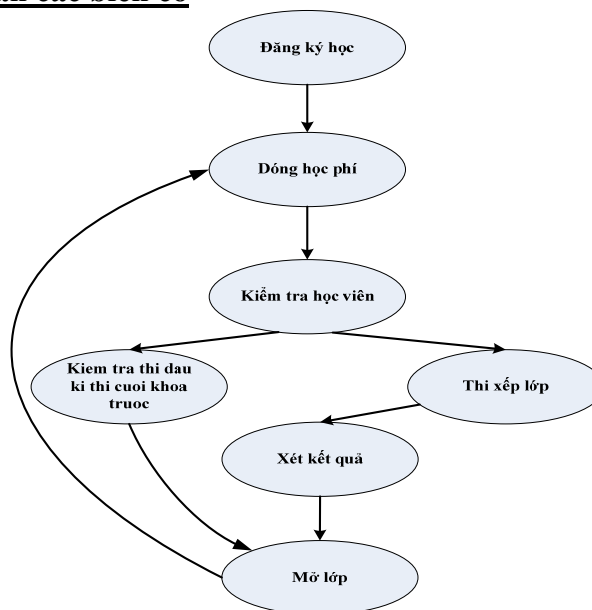 các biến cố
Đăng ký học
Dóng học phí
Kiểm tra học viên
Kiem tra thi dau
ki thi cuoi khoa
truoc
Thi xếp lớp
Xét kết quả
Mở lớp